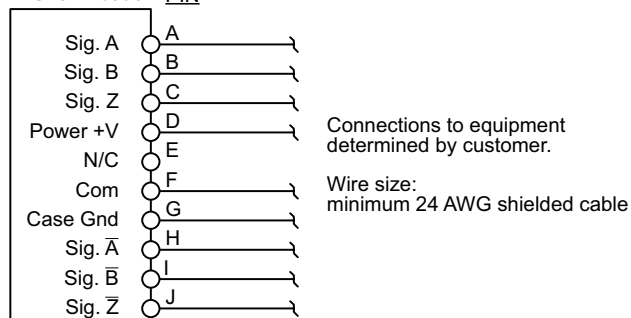 PIN
Sig. A A
Sig. B B
Sig. Z C
Power +V D
N/C E
Com F
Case Gnd G
Sig. A̅ H
Sig. B̅ I
Sig. Z̅ J
Connections to equipment
determined by customer.
Wire size:
minimum 24 AWG shielded cable